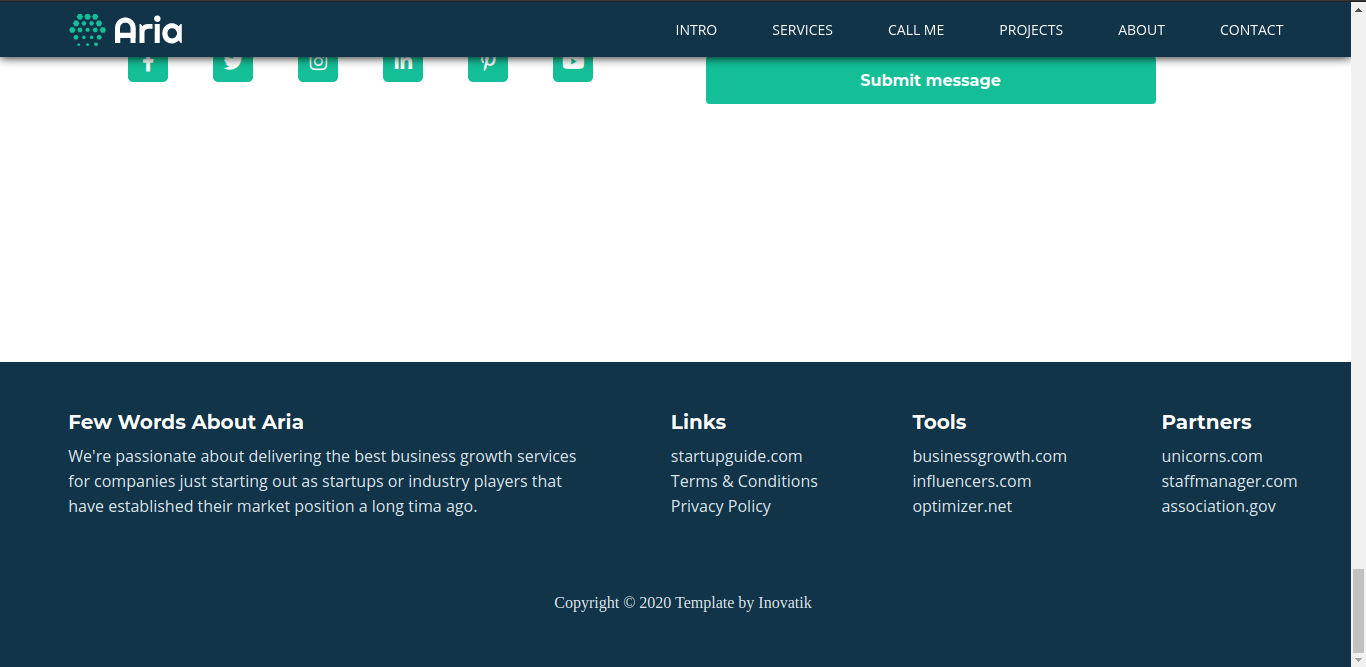 Aria
INTRO SERVICES CALL ME PROJECTS ABOUT CONTACT
Submit message
Few Words About Aria
We're passionate about delivering the best business growth services
for companies just starting out as startups or industry players that
have established their market position a long tima ago.
Links
startupguide.com
Terms & Conditions
Privacy Policy
Tools
businessgrowth.com
influencers.com
optimizer.net
Partners
unicorns.com
staffmanager.com
association.gov
Copyright © 2020 Template by Inovatik